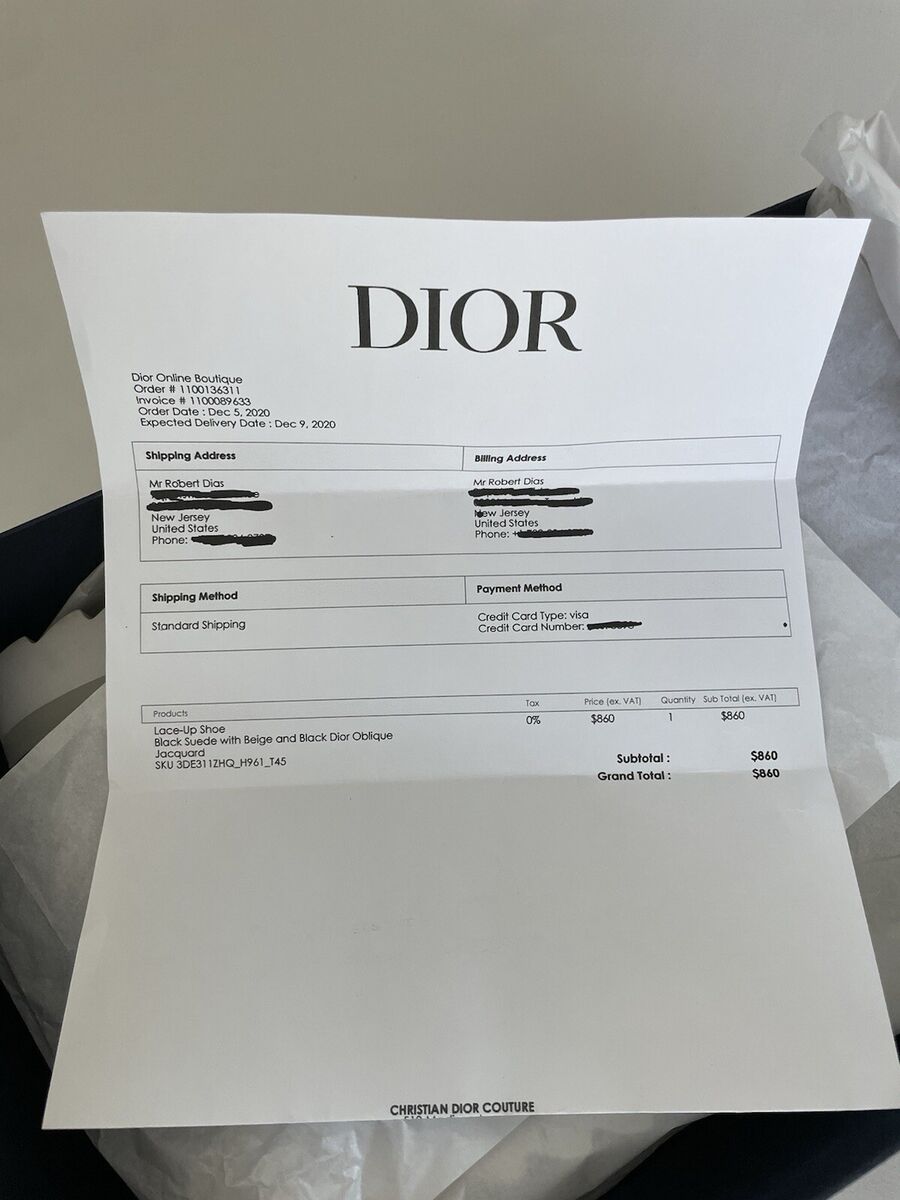 DIOR
Dior Online Boutique
Order # 1100136311
Invoice # 1100089633
Order Date : Dec 5, 2020
Expected Delivery Date : Dec 9, 2020
Shipping Address
Billing Address
Mr Robert Dias
New Jersey
United States
Phone:
Mr Robert Dias
New Jersey
United States
Phone: +
Shipping Method
Payment Method
Standard Shipping
Credit Card Type: visa
Credit Card Number:
Products Tax Price (ex. VAT) Quantity Sub Total (ex. VAT)
Lace-Up Shoe 0% $860 1 $860
Black Suede with Beige and Black Dior Oblique
Jacquard
SKU 3DE311ZHQ_H961_T45
Subtotal : $860
Grand Total : $860
CHRISTIAN DIOR COUTURE